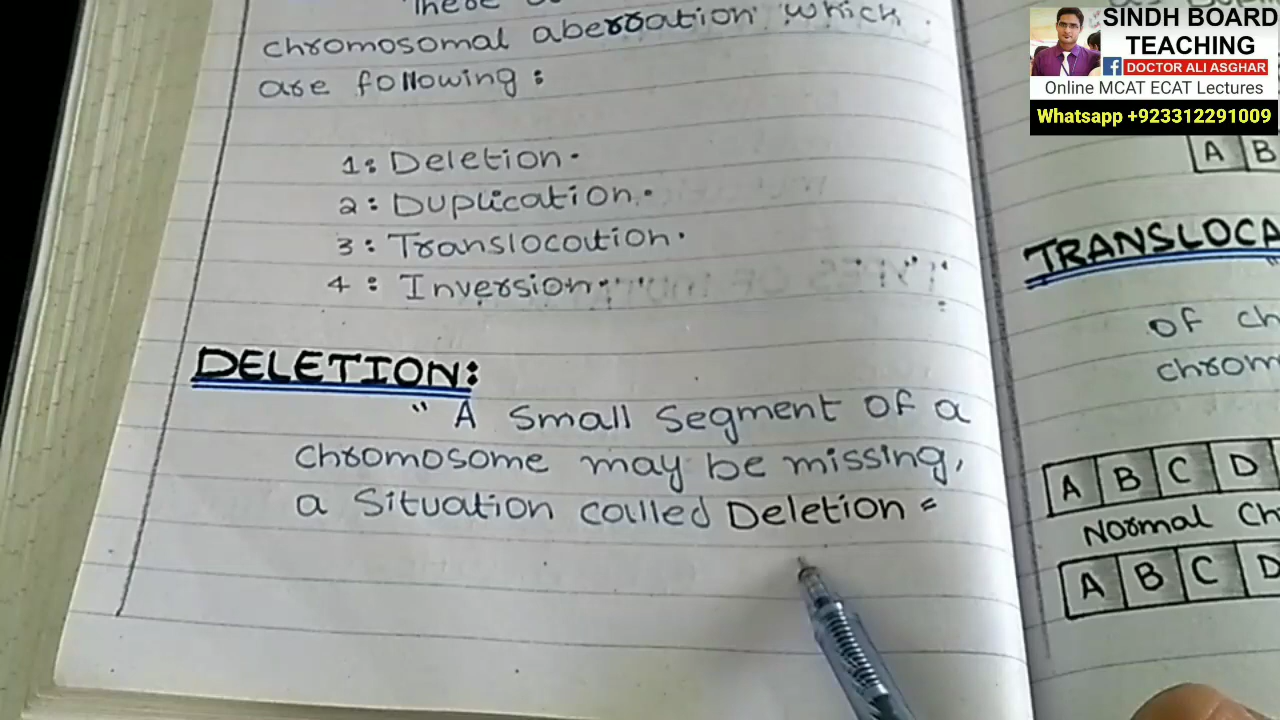 These
chromosomal aberration which
are following:
1: Deletion.
2: Duplication.
3: Translocation.
4: Inversion.
DELETION:
" A Small Segment of a
chromosome may be missing,
a Situation called Deletion "
A B
TRANSLOCA
of ch
chrom
A B C D
Normal Ch
A B C D
SINDH BOARD
TEACHING
f DOCTOR ALI ASGHAR
Online MCAT ECAT Lectures
Whatsapp +923312291009